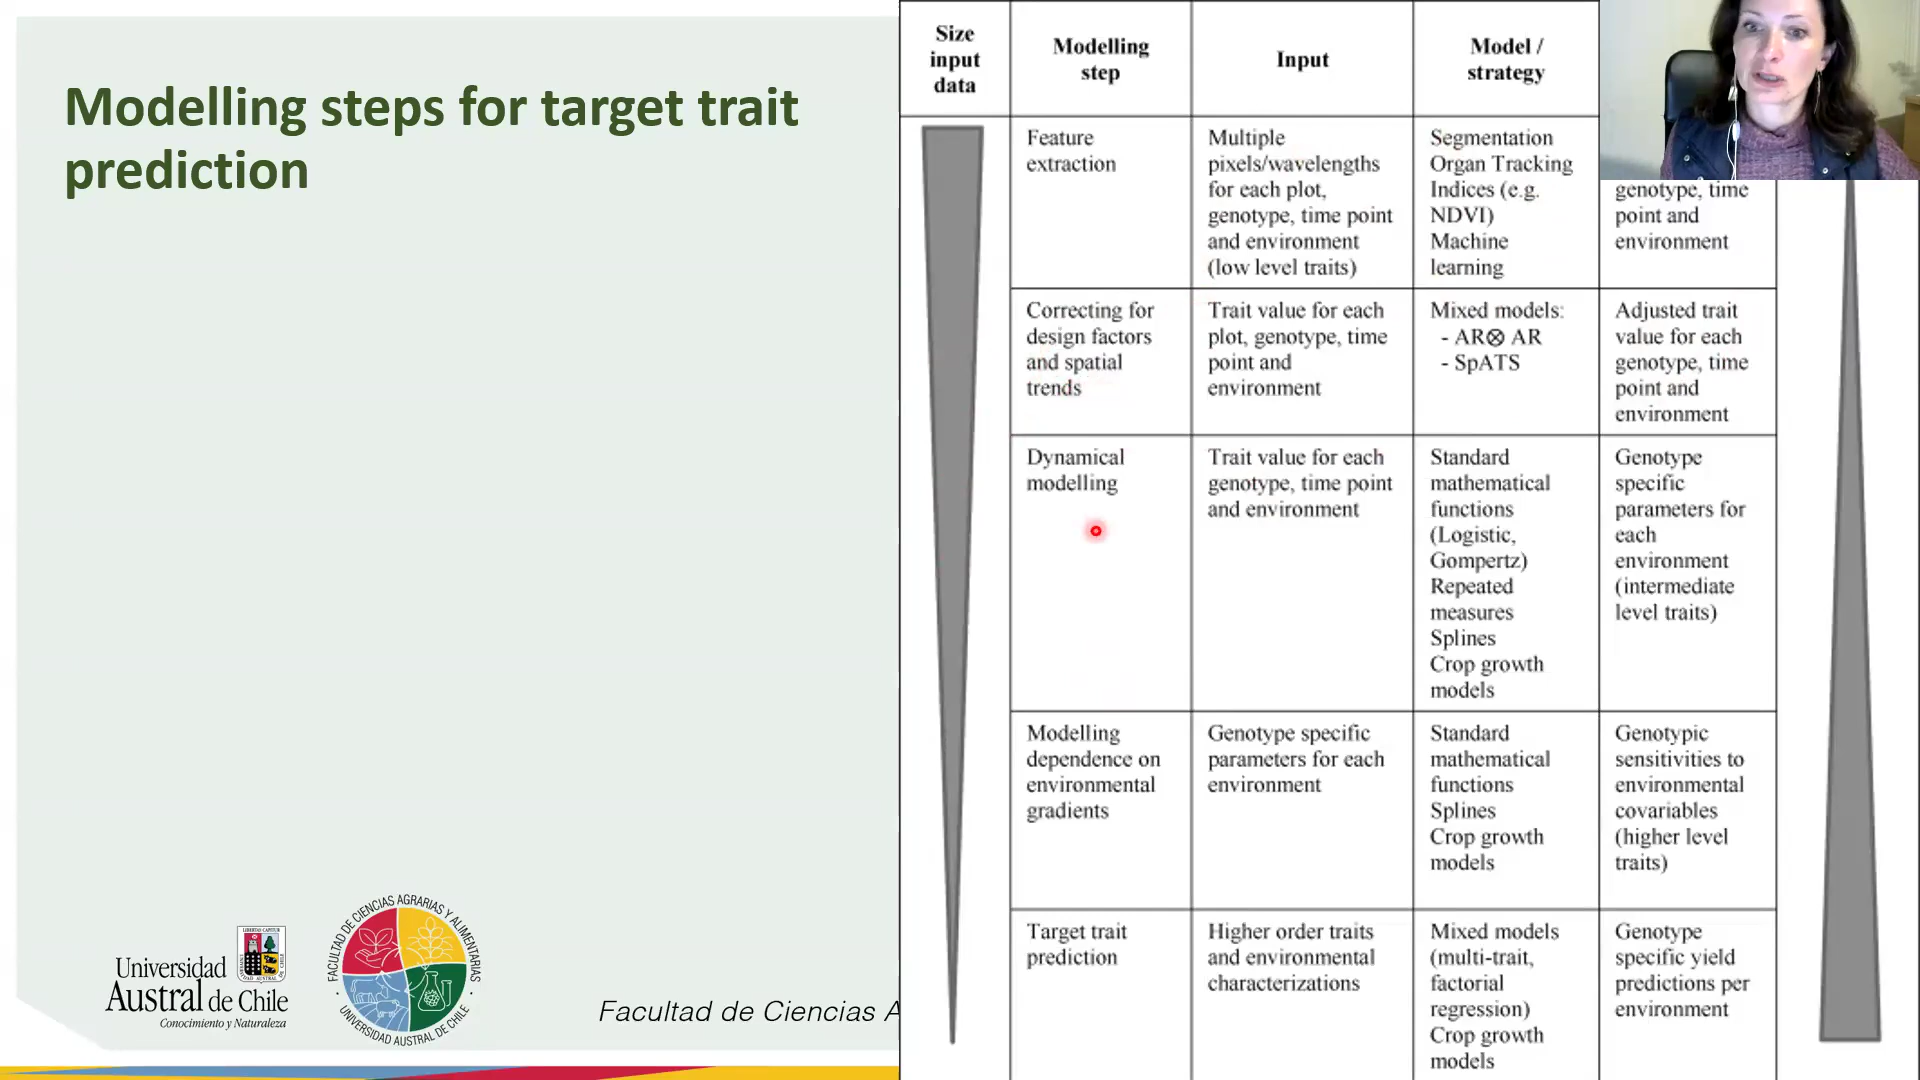 Modelling steps for target trait
prediction
Size
input
data
Modelling
step
Input
Model /
strategy
Feature
extraction
Multiple
pixels/wavelengths
for each plot,
genotype, time point
and environment
(low level traits)
Segmentation
Organ Tracking
Indices (e.g.
NDVI)
Machine
learning
genotype, time
point and
environment
Correcting for
design factors
and spatial
trends
Trait value for each
plot, genotype, time
point and
environment
Mixed models:
- AR⊗ AR
- SpATS
Adjusted trait
value for each
genotype, time
point and
environment
Dynamical
modelling
Trait value for each
genotype, time point
and environment
Standard
mathematical
functions
(Logistic,
Gompertz)
Repeated
measures
Splines
Crop growth
models
Genotype
specific
parameters for
each
environment
(intermediate
level traits)
Modelling
dependence on
environmental
gradients
Genotype specific
parameters for each
environment
Standard
mathematical
functions
Splines
Crop growth
models
Genotypic
sensitivities to
environmental
covariables
(higher level
traits)
Target trait
prediction
Higher order traits
and environmental
characterizations
Mixed models
(multi-trait,
factorial
regression)
Crop growth
models
Genotype
specific yield
predictions per
environment
LIBERTAS CAPITUR
Universidad
Austral de Chile
Conocimiento y Naturaleza
FACULTAD DE CIENCIAS AGRARIAS Y ALIMENTARIAS
· UNIVERSIDAD AUSTRAL DE CHILE ·
Facultad de Ciencias A